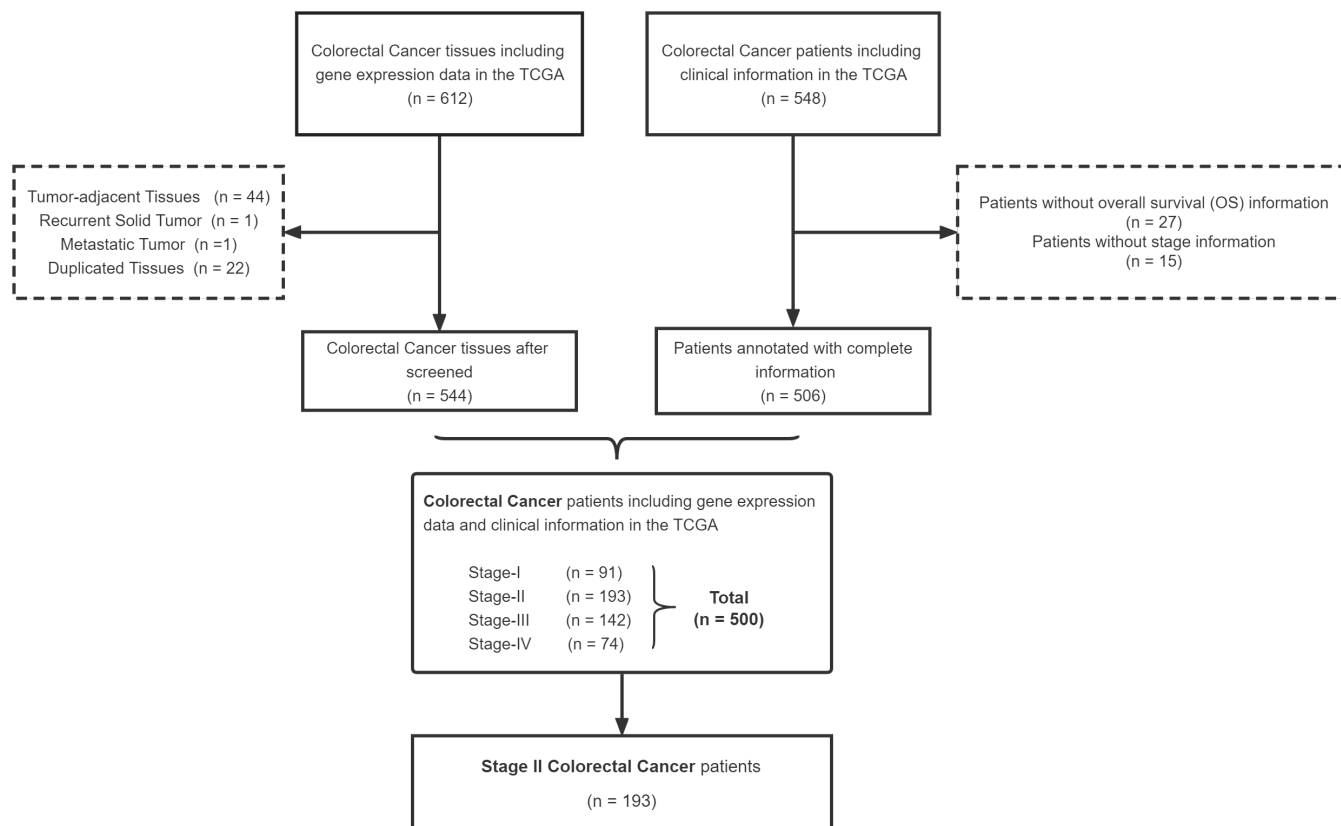 Colorectal Cancer tissues including
gene expression data in the TCGA
(n = 612)
Colorectal Cancer patients including
clinical information in the TCGA
(n = 548)
Tumor-adjacent Tissues (n = 44)
Recurrent Solid Tumor (n = 1)
Metastatic Tumor (n =1)
Duplicated Tissues (n = 22)
Patients without overall survival (OS) information
(n = 27)
Patients without stage information
(n = 15)
Colorectal Cancer tissues after
screened
(n = 544)
Patients annotated with complete
information
(n = 506)
Colorectal Cancer patients including gene expression
data and clinical information in the TCGA
Stage-I (n = 91)
Stage-II (n = 193)
Stage-III (n = 142)
Stage-IV (n = 74)
Total
(n = 500)
Stage II Colorectal Cancer patients
(n = 193)